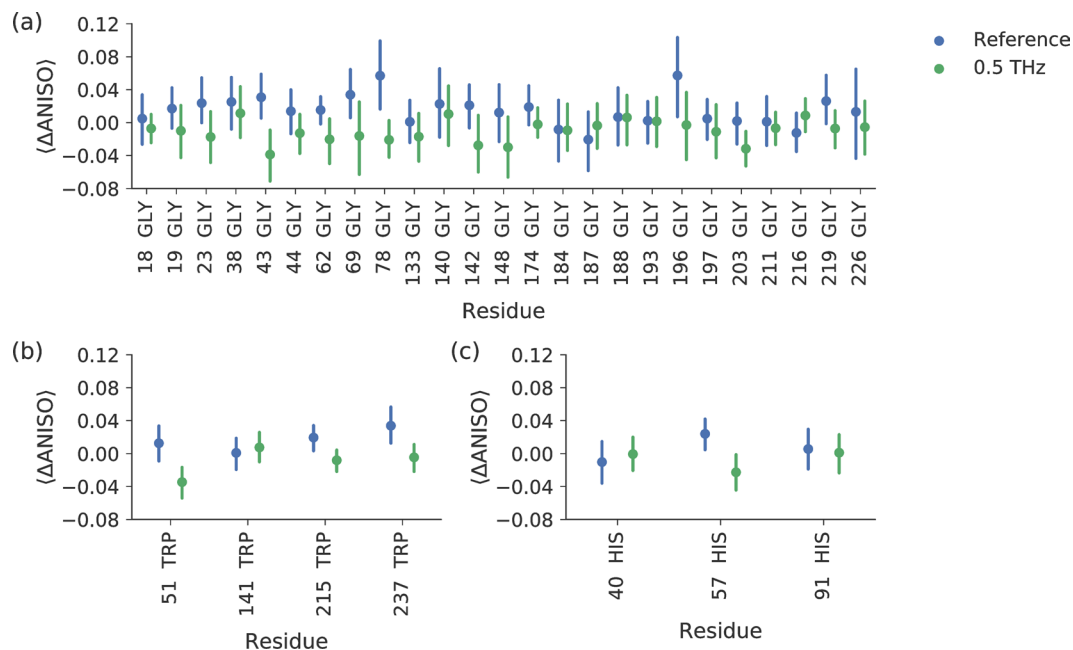 (a)
Reference
0.5 THz
⟨ΔANISO⟩
0.12
0.08
0.04
0.00
−0.04
−0.08
18 GLY
19 GLY
23 GLY
38 GLY
43 GLY
44 GLY
62 GLY
69 GLY
78 GLY
133 GLY
140 GLY
142 GLY
148 GLY
174 GLY
184 GLY
187 GLY
188 GLY
193 GLY
196 GLY
197 GLY
203 GLY
211 GLY
216 GLY
219 GLY
226 GLY
Residue
(b)
⟨ΔANISO⟩
0.12
0.08
0.04
0.00
−0.04
−0.08
51 TRP
141 TRP
215 TRP
237 TRP
Residue
(c)
⟨ΔANISO⟩
0.12
0.08
0.04
0.00
−0.04
−0.08
40 HIS
57 HIS
91 HIS
Residue